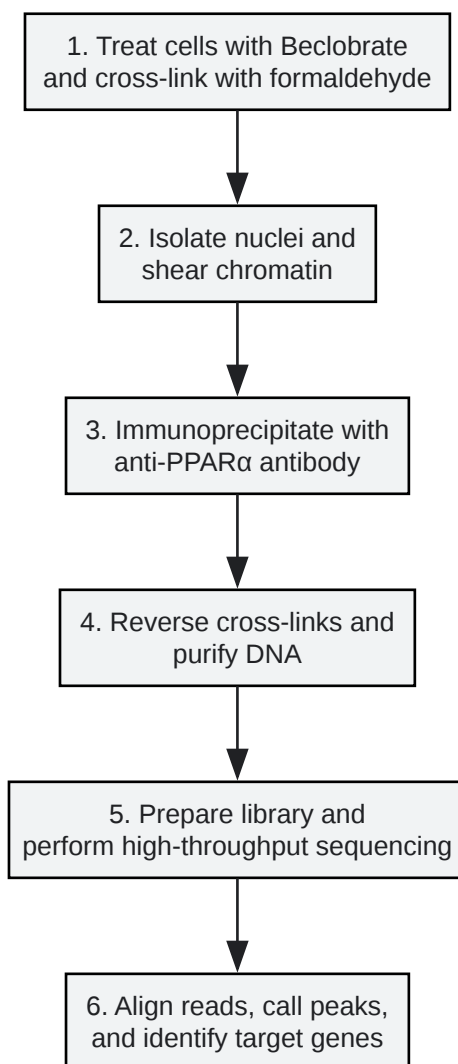 1. Treat cells with Beclobrate
and cross-link with formaldehyde
2. Isolate nuclei and
shear chromatin
3. Immunoprecipitate with
anti-PPARα antibody
4. Reverse cross-links and
purify DNA
5. Prepare library and
perform high-throughput sequencing
6. Align reads, call peaks,
and identify target genes